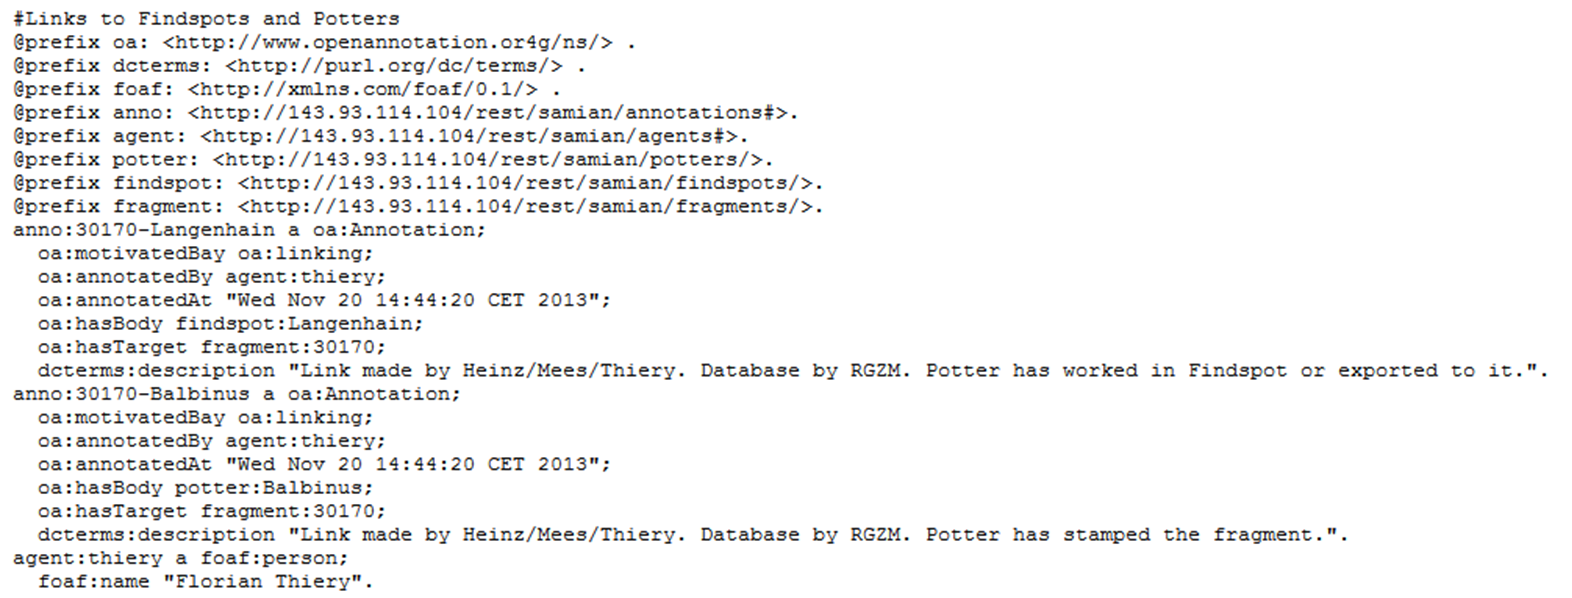 #Links to Findspots and Potters
@prefix oa: <http://www.openannotation.or4g/ns/> .
@prefix dcterms: <http://purl.org/dc/terms/> .
@prefix foaf: <http://xmlns.com/foaf/0.1/> .
@prefix anno: <http://143.93.114.104/rest/samian/annotations#>.
@prefix agent: <http://143.93.114.104/rest/samian/agents#>.
@prefix potter: <http://143.93.114.104/rest/samian/potters/>.
@prefix findspot: <http://143.93.114.104/rest/samian/findspots/>.
@prefix fragment: <http://143.93.114.104/rest/samian/fragments/>.
anno:30170-Langenhain a oa:Annotation;
  oa:motivatedBay oa:linking;
  oa:annotatedBy agent:thiery;
  oa:annotatedAt "Wed Nov 20 14:44:20 CET 2013";
  oa:hasBody findspot:Langenhain;
  oa:hasTarget fragment:30170;
  dcterms:description "Link made by Heinz/Mees/Thiery. Database by RGZM. Potter has worked in Findspot or exported to it.".
anno:30170-Balbinus a oa:Annotation;
  oa:motivatedBay oa:linking;
  oa:annotatedBy agent:thiery;
  oa:annotatedAt "Wed Nov 20 14:44:20 CET 2013";
  oa:hasBody potter:Balbinus;
  oa:hasTarget fragment:30170;
  dcterms:description "Link made by Heinz/Mees/Thiery. Database by RGZM. Potter has stamped the fragment.".
agent:thiery a foaf:person;
  foaf:name "Florian Thiery".